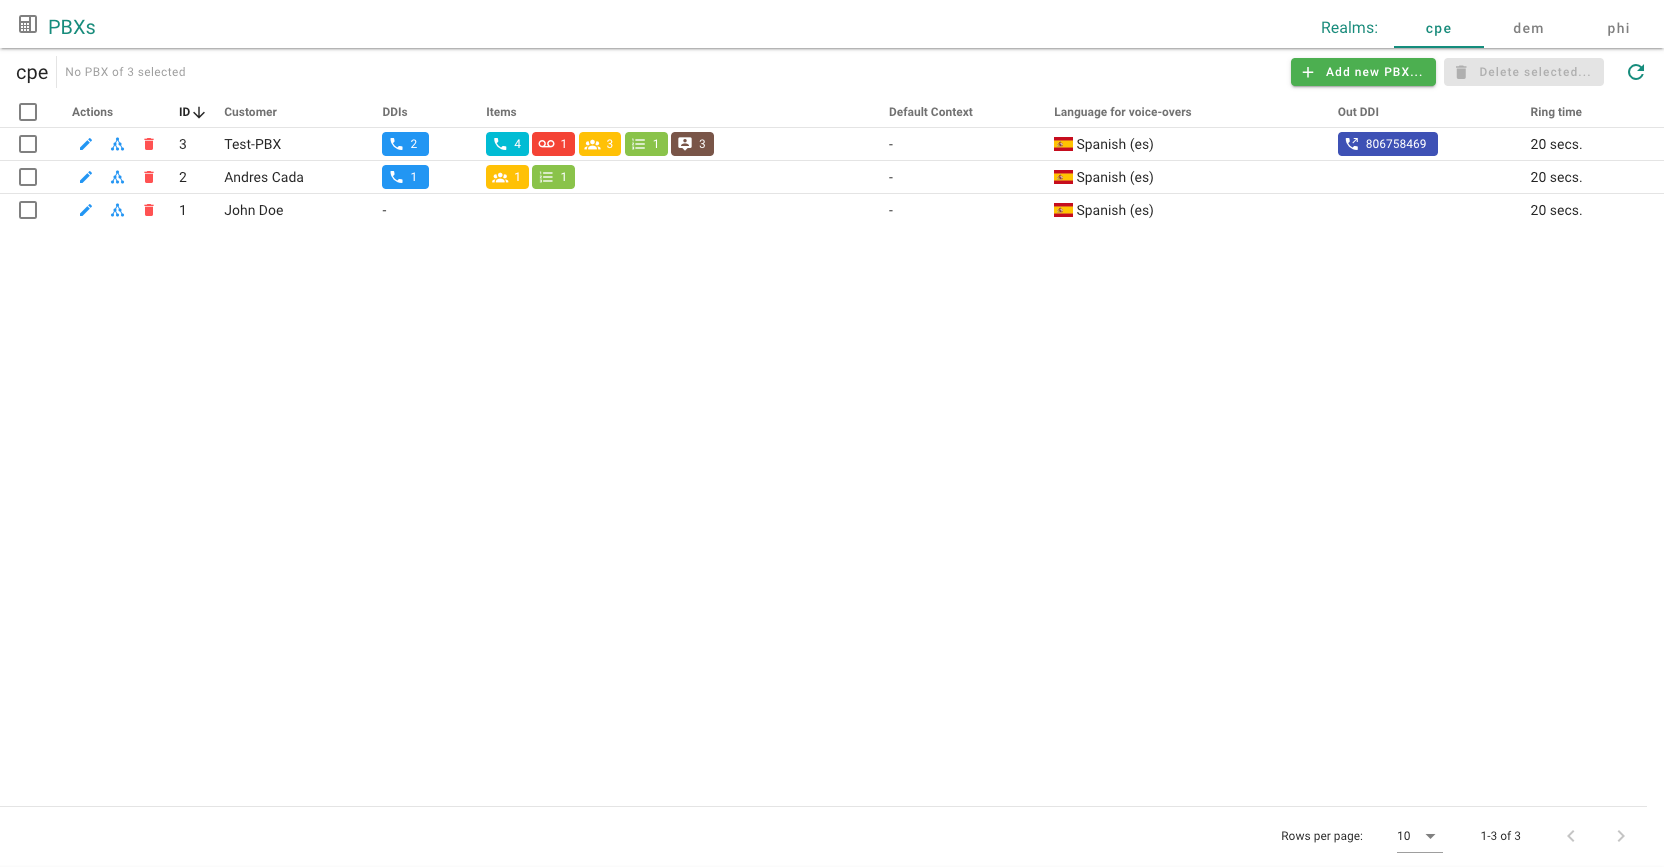 PBXs Realms: cpe dem phi
cpe No PBX of 3 selected Add new PBX... Delete selected...
Actions ID Customer DDIs Items Default Context Language for voice-overs Out DDI Ring time
3 Test-PBX 2 4 1 3 1 3 - Spanish (es) 806758469 20 secs.
2 Andres Cada 1 1 1 - Spanish (es) 20 secs.
1 John Doe - - Spanish (es) 20 secs.
Rows per page: 10 1-3 of 3